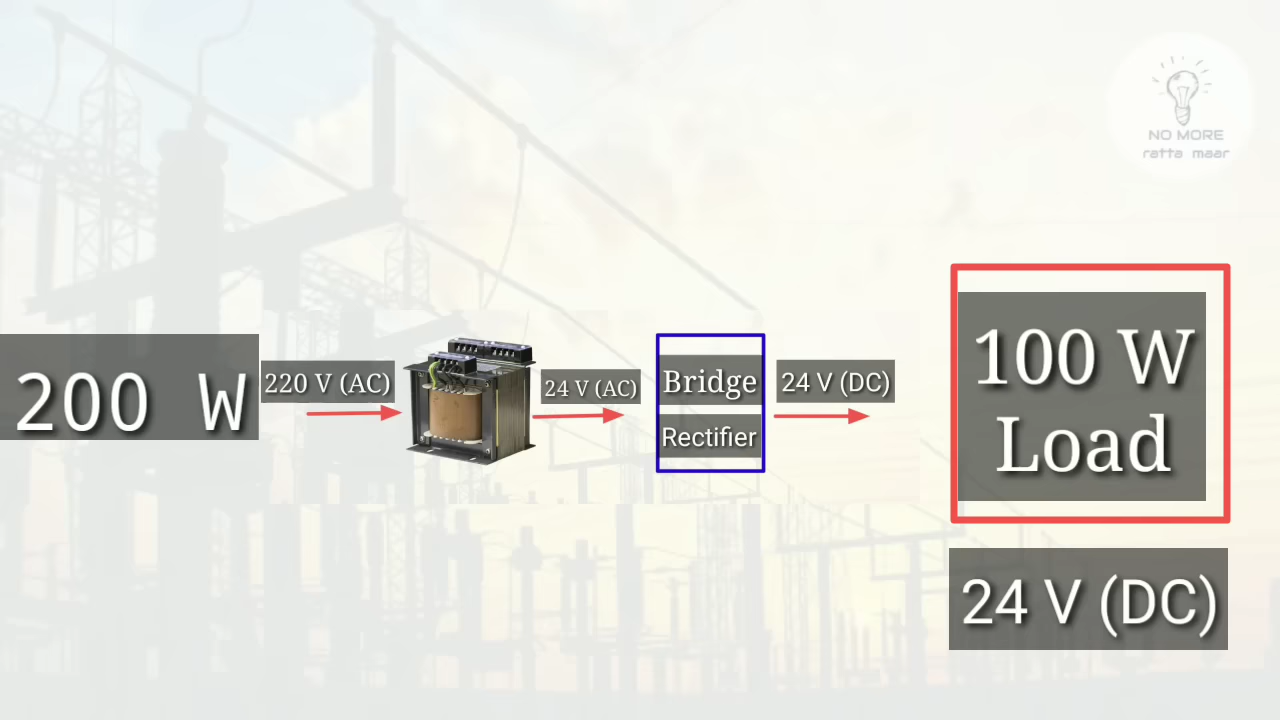 NO MORE
ratta maar
200 W
220 V (AC)
24 V (AC)
Bridge
Rectifier
24 V (DC)
100 W
Load
24 V (DC)